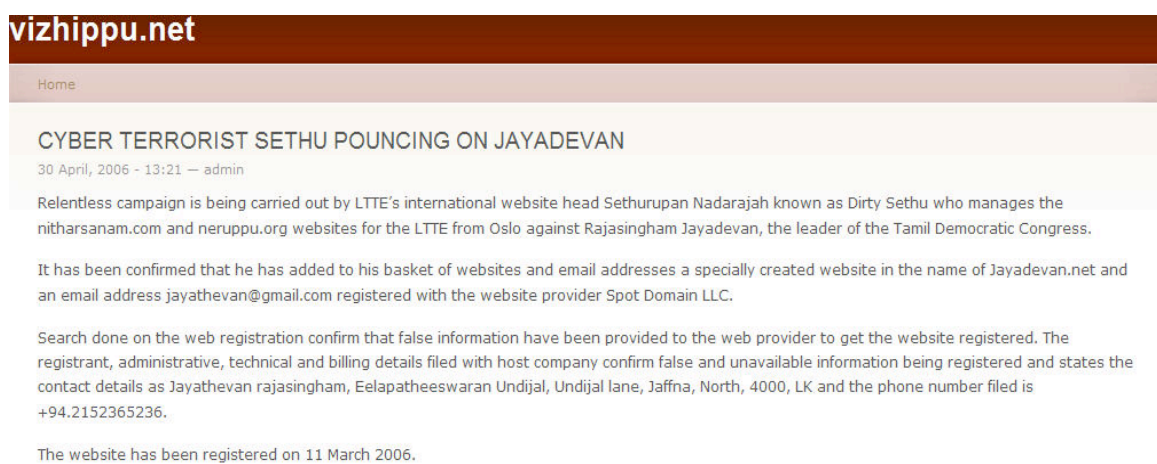 vizhippu.net
Home
CYBER TERRORIST SETHU POUNCING ON JAYADEVAN
30 April, 2006 - 13:21 — admin
Relentless campaign is being carried out by LTTE's international website head Sethurupan Nadarajah known as Dirty Sethu who manages the
nitharsanam.com and neruppu.org websites for the LTTE from Oslo against Rajasingham Jayadevan, the leader of the Tamil Democratic Congress.
It has been confirmed that he has added to his basket of websites and email addresses a specially created website in the name of Jayadevan.net and
an email address jayathevan@gmail.com registered with the website provider Spot Domain LLC.
Search done on the web registration confirm that false information have been provided to the web provider to get the website registered. The
registrant, administrative, technical and billing details filed with host company confirm false and unavailable information being registered and states the
contact details as Jayathevan rajasingham, Eelapatheeswaran Undijal, Undijal lane, Jaffna, North, 4000, LK and the phone number filed is
+94.2152365236.
The website has been registered on 11 March 2006.